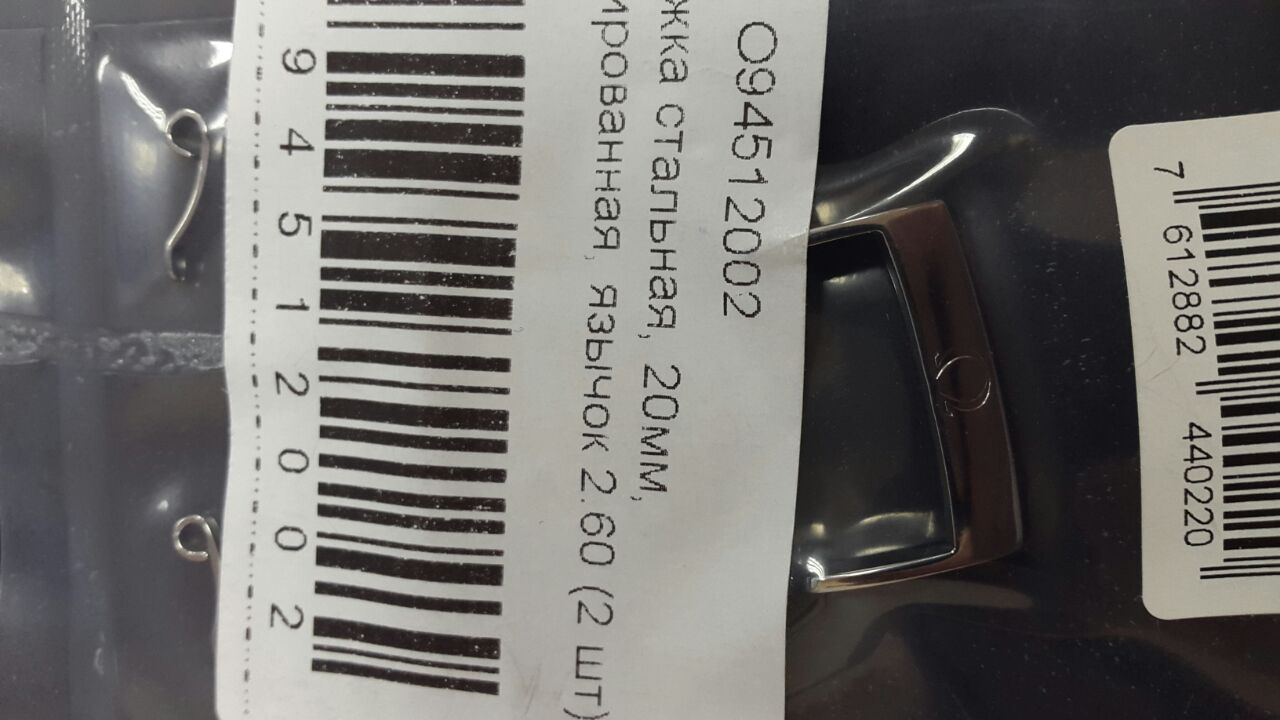 O94512002
жка стальная, 20мм,
ированная, язычок 2.60 (2 шт)
9 4 5 1 2 0 0 2
7 612882 440220